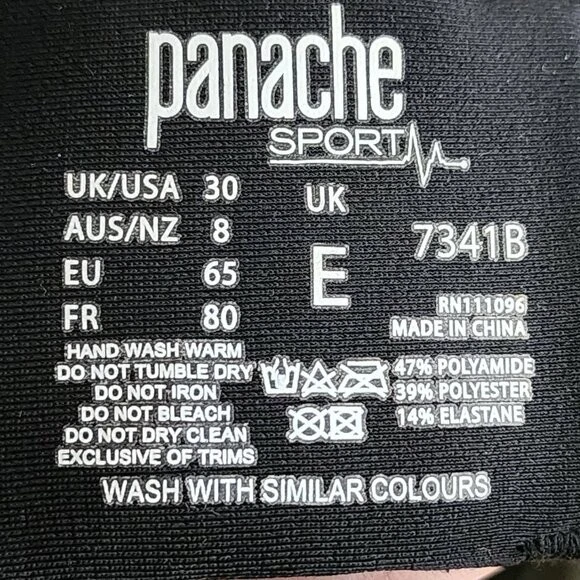 panache
SPORT
UK/USA 30
AUS/NZ 8
EU 65
FR 80
UK
E
7341B
RN111096
MADE IN CHINA
HAND WASH WARM
DO NOT TUMBLE DRY
DO NOT IRON
DO NOT BLEACH
DO NOT DRY CLEAN
EXCLUSIVE OF TRIMS
47% POLYAMIDE
39% POLYESTER
14% ELASTANE
WASH WITH SIMILAR COLOURS